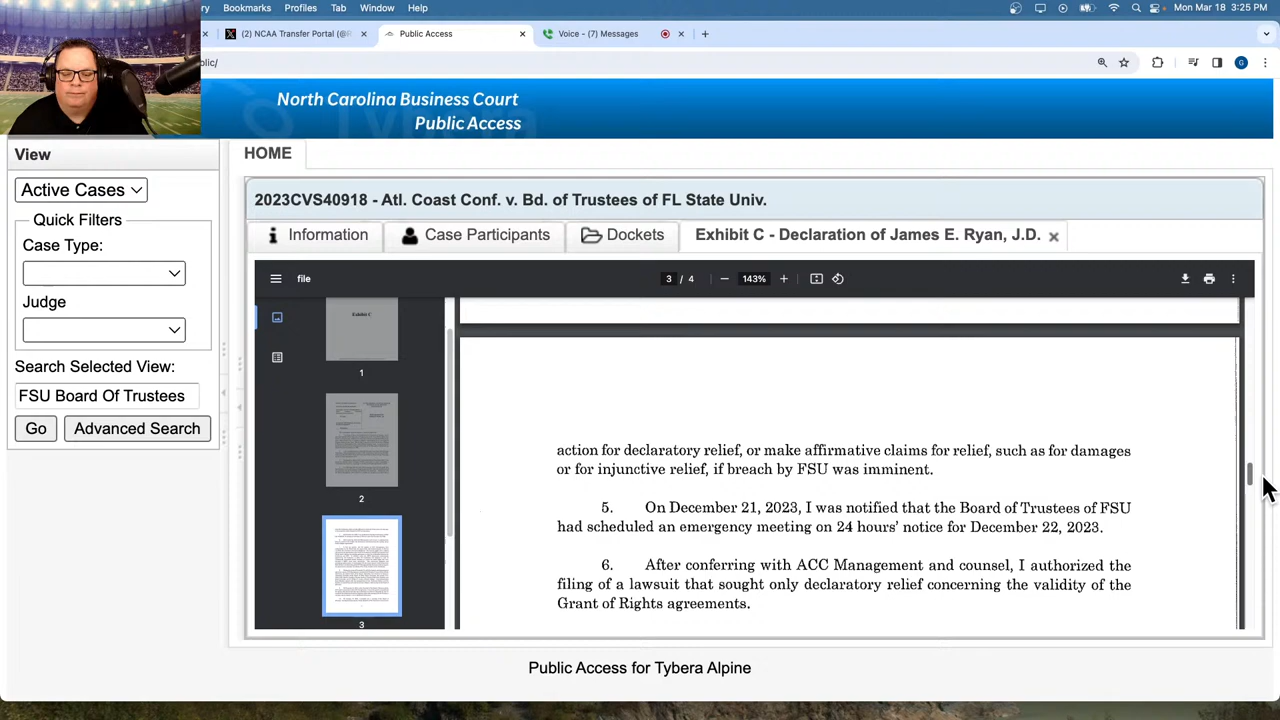 ry Bookmarks Profiles Tab Window Help Mon Mar 18 3:25 PM
(2) NCAA Transfer Portal (@R Public Access Voice - (7) Messages
lic/
North Carolina Business Court
Public Access
View
HOME
Active Cases
2023CVS40918 - Atl. Coast Conf. v. Bd. of Trustees of FL State Univ.
Quick Filters
Information Case Participants Dockets Exhibit C - Declaration of James E. Ryan, J.D.
Case Type:
file 3 / 4 143%
Judge
Search Selected View:
FSU Board Of Trustees
Go Advanced Search
Exhibit C
1
2
3
action for declaratory relief, or make affirmative claims for relief, such as for damages
or for injunctive relief, if breach by FSU was imminent.
5. On December 21, 2023, I was notified that the Board of Trustees of FSU
had scheduled an emergency meeting on 24 hours' notice for December 22, 2023.
6. After conferring with ACC Management and counsel, I authorized the
filing of a lawsuit that sought only declaratory relief concerning the validity of the
Grant of Rights agreements.
Public Access for Tybera Alpine